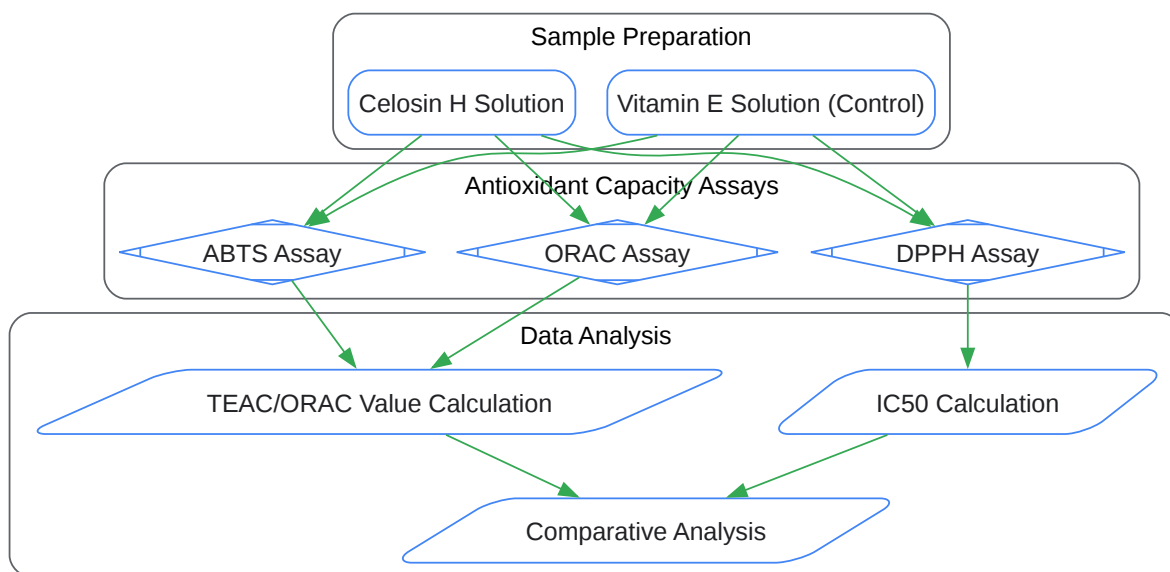 Sample Preparation
Celosin H Solution
Vitamin E Solution (Control)
Antioxidant Capacity Assays
ABTS Assay
ORAC Assay
DPPH Assay
Data Analysis
TEAC/ORAC Value Calculation
IC50 Calculation
Comparative Analysis